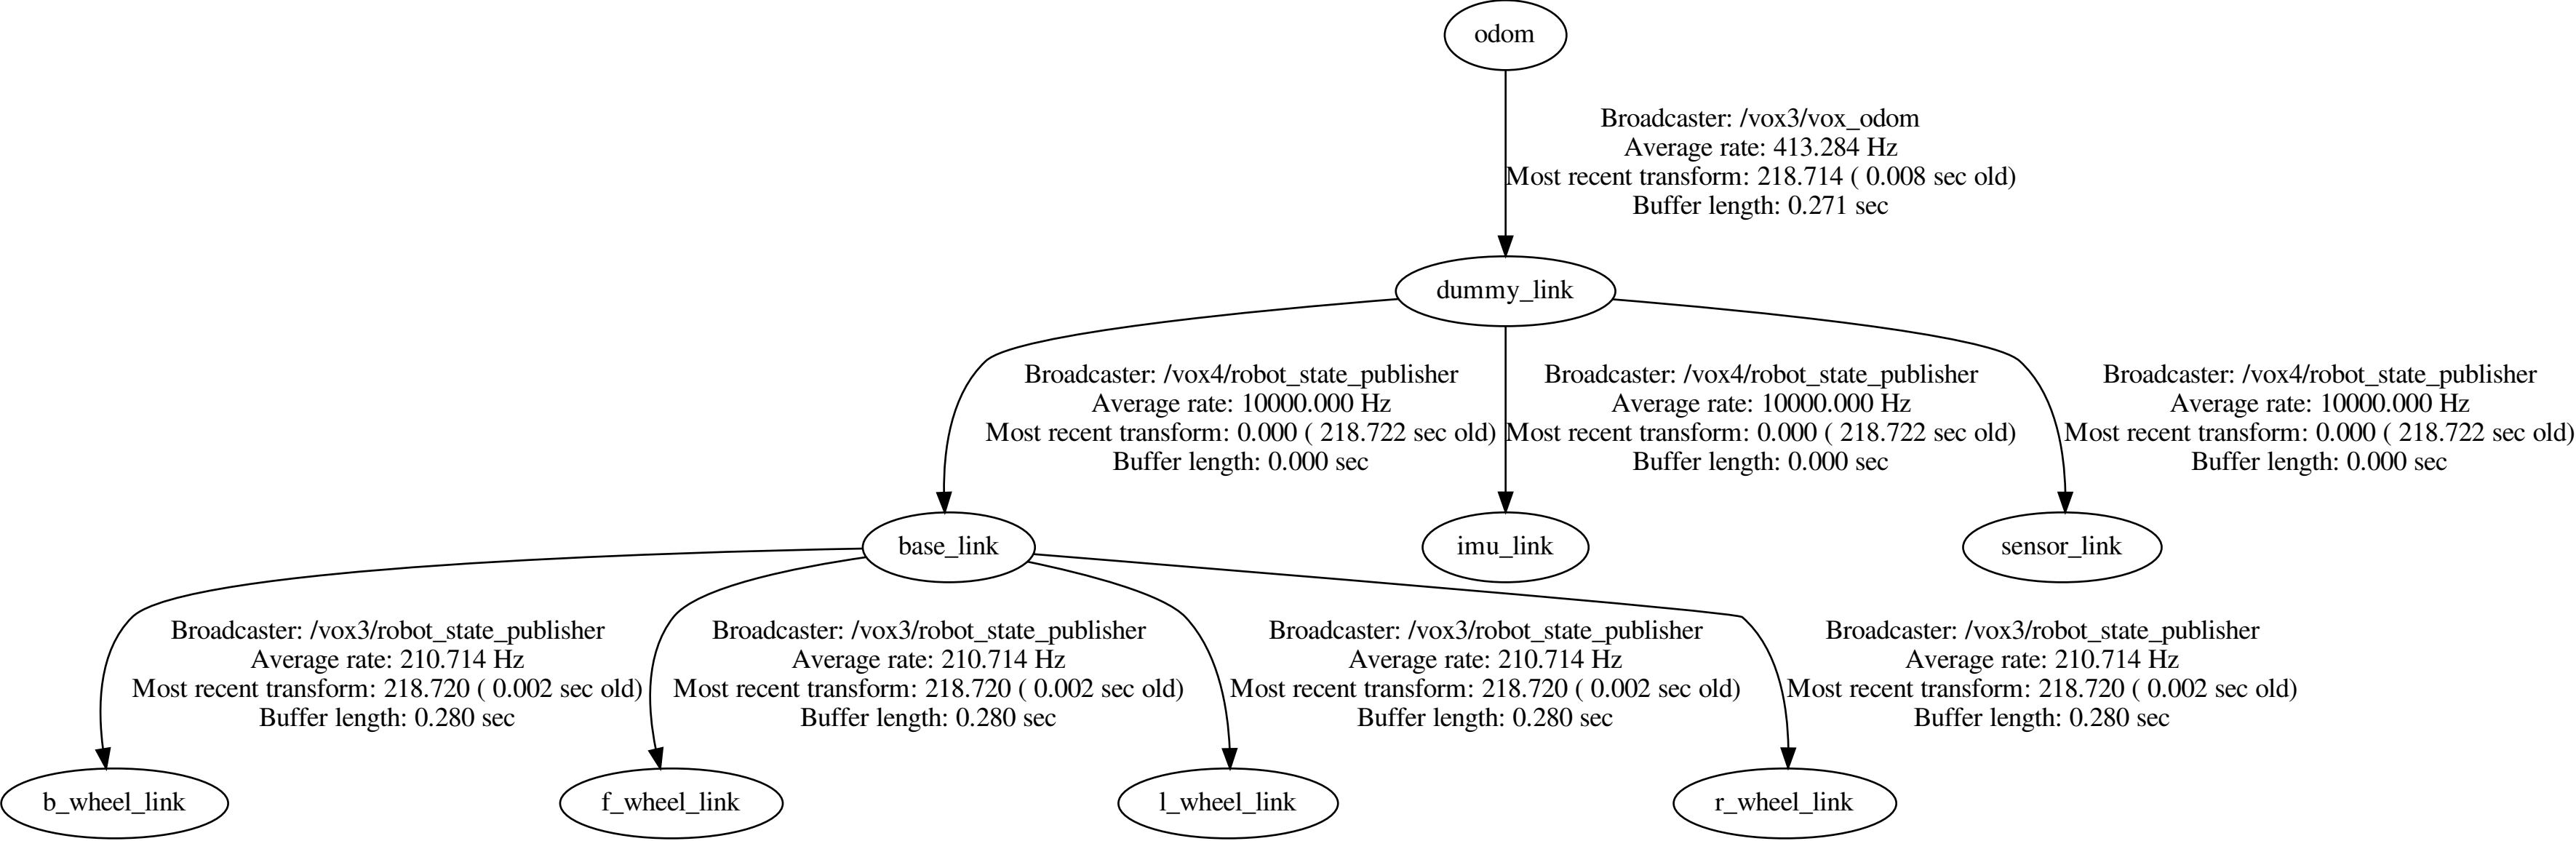 odom
Broadcaster: /vox3/vox_odom
Average rate: 413.284 Hz
Most recent transform: 218.714 ( 0.008 sec old)
Buffer length: 0.271 sec
dummy_link
Broadcaster: /vox4/robot_state_publisher
Average rate: 10000.000 Hz
Most recent transform: 0.000 ( 218.722 sec old)
Buffer length: 0.000 sec
Broadcaster: /vox4/robot_state_publisher
Average rate: 10000.000 Hz
Most recent transform: 0.000 ( 218.722 sec old)
Buffer length: 0.000 sec
Broadcaster: /vox4/robot_state_publisher
Average rate: 10000.000 Hz
Most recent transform: 0.000 ( 218.722 sec old)
Buffer length: 0.000 sec
base_link
imu_link
sensor_link
Broadcaster: /vox3/robot_state_publisher
Average rate: 210.714 Hz
Most recent transform: 218.720 ( 0.002 sec old)
Buffer length: 0.280 sec
Broadcaster: /vox3/robot_state_publisher
Average rate: 210.714 Hz
Most recent transform: 218.720 ( 0.002 sec old)
Buffer length: 0.280 sec
Broadcaster: /vox3/robot_state_publisher
Average rate: 210.714 Hz
Most recent transform: 218.720 ( 0.002 sec old)
Buffer length: 0.280 sec
Broadcaster: /vox3/robot_state_publisher
Average rate: 210.714 Hz
Most recent transform: 218.720 ( 0.002 sec old)
Buffer length: 0.280 sec
b_wheel_link
f_wheel_link
l_wheel_link
r_wheel_link